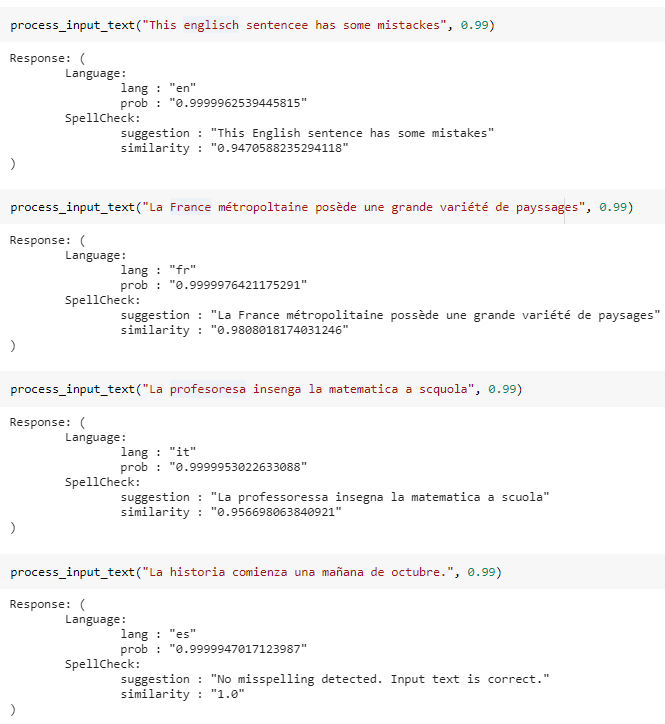 process_input_text("This englisch sentencee has some mistackes", 0.99)
Response: (
Language:
lang : "en"
prob : "0.9999962539445815"
SpellCheck:
suggestion : "This English sentence has some mistakes"
similarity : "0.9470588235294118"
)
process_input_text("La France métropoltaine posède une grande variété de payssages", 0.99)
Response: (
Language:
lang : "fr"
prob : "0.9999976421175291"
SpellCheck:
suggestion : "La France métropolitaine possède une grande variété de paysages"
similarity : "0.9808018174031246"
)
process_input_text("La profesoresa insenga la matematica a scquola", 0.99)
Response: (
Language:
lang : "it"
prob : "0.9999953022633088"
SpellCheck:
suggestion : "La professoressa insegna la matematica a scuola"
similarity : "0.956698063840921"
)
process_input_text("La historia comienza una mañana de octubre.", 0.99)
Response: (
Language:
lang : "es"
prob : "0.9999947017123987"
SpellCheck:
suggestion : "No misspelling detected. Input text is correct."
similarity : "1.0"
)